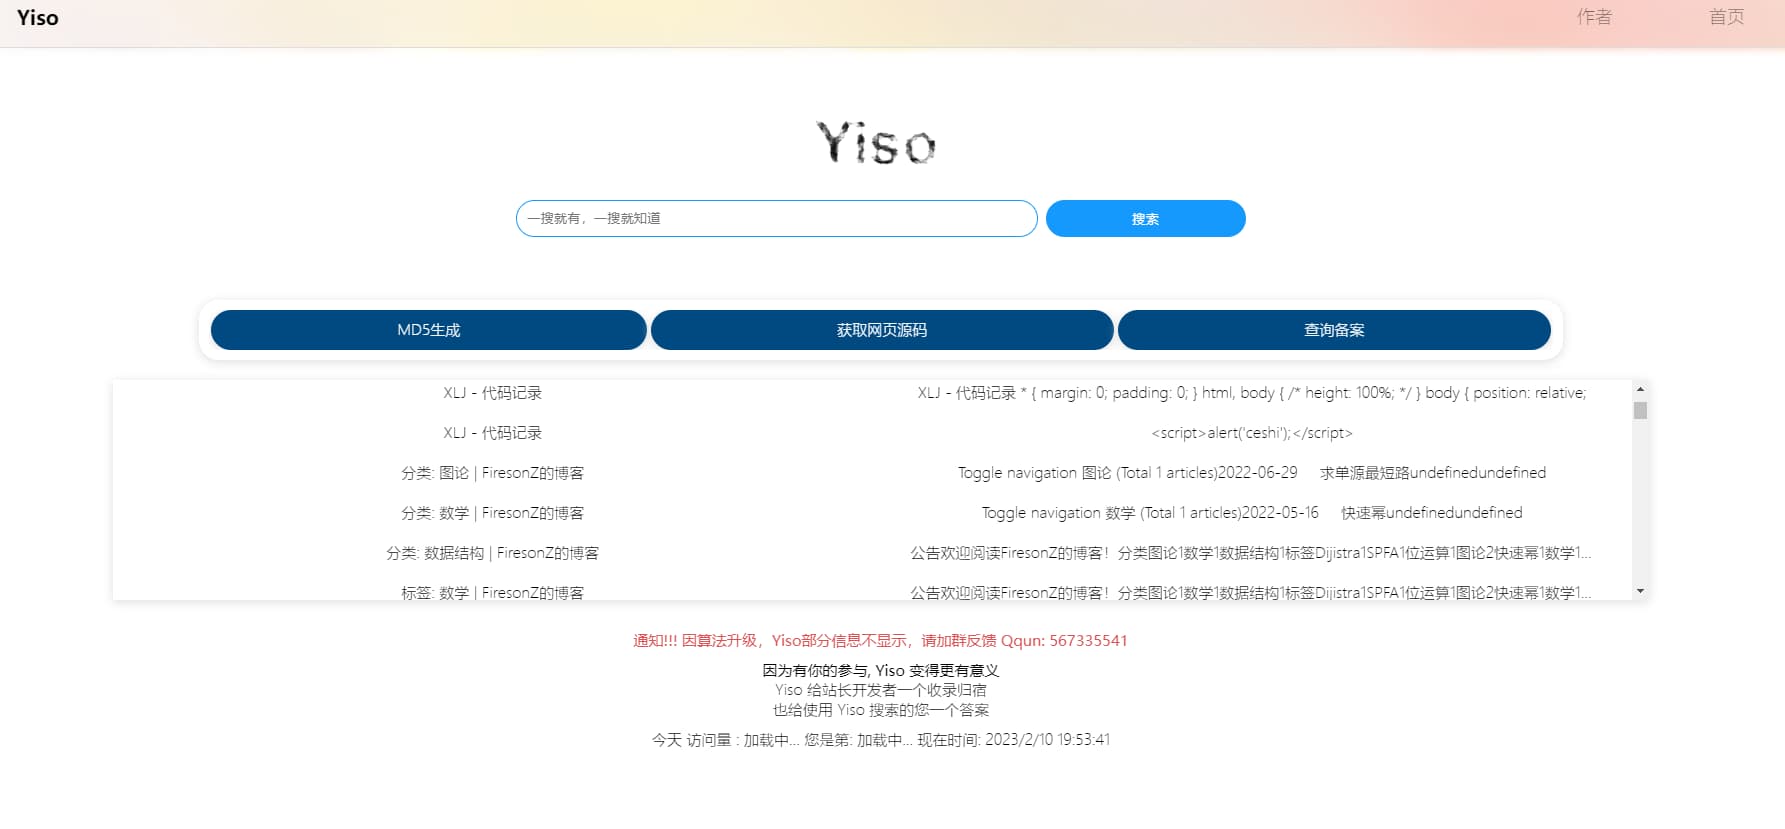 Yiso 作者 首页
Yiso
一搜就有，一搜就知道 搜索
MD5生成 获取网页源码 查询备案
XLJ - 代码记录 XLJ - 代码记录 * { margin: 0; padding: 0; } html, body { /* height: 100%; */ } body { position: relative;
XLJ - 代码记录 <script>alert('ceshi');</script>
分类: 图论 | FiresonZ的博客 Toggle navigation 图论 (Total 1 articles)2022-06-29 求单源最短路undefinedundefined
分类: 数学 | FiresonZ的博客 Toggle navigation 数学 (Total 1 articles)2022-05-16 快速幂undefinedundefined
分类: 数据结构 | FiresonZ的博客 公告欢迎阅读FiresonZ的博客！分类图论1数学1数据结构1标签Dijistra1SPFA1位运算1图论2快速幂1数学1...
标签: 数学 | FiresonZ的博客 公告欢迎阅读FiresonZ的博客！分类图论1数学1数据结构1标签Dijistra1SPFA1位运算1图论2快速幂1数学1...
通知!!! 因算法升级，Yiso部分信息不显示，请加群反馈 Qqun: 567335541
因为有你的参与, Yiso 变得更有意义
Yiso 给站长开发者一个收录归宿
也给使用 Yiso 搜索的您一个答案
今天 访问量 : 加载中... 您是第: 加载中... 现在时间: 2023/2/10 19:53:41